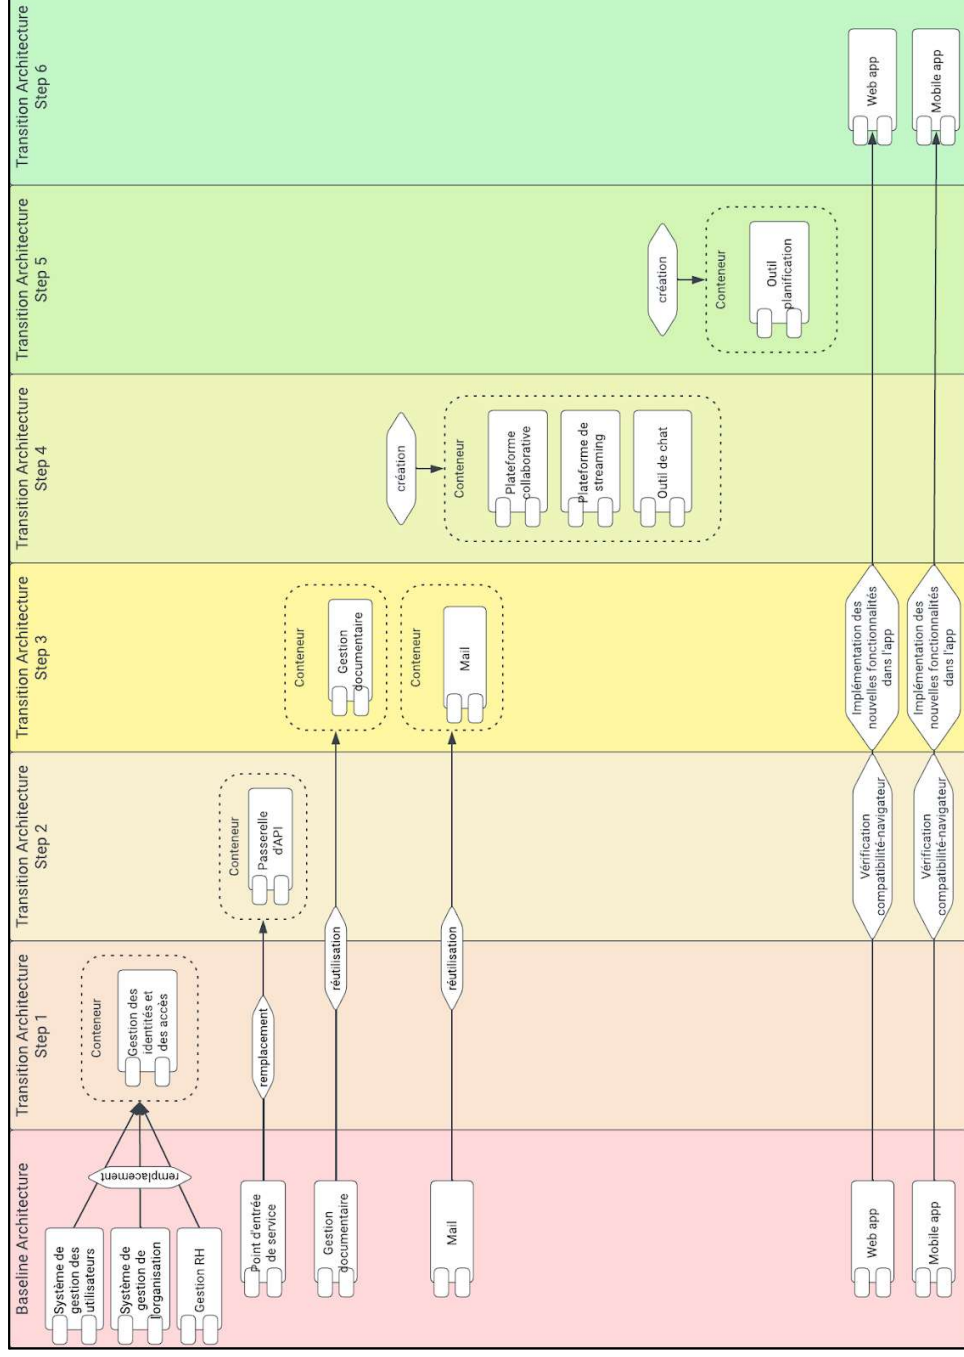 Baseline Architecture
Système de
gestion des
utilisateurs
Système de
gestion de
l'organisation
Gestion RH
remplacement
Point d'entrée
de service
Gestion
documentaire
Mail
Web app
Mobile app
Transition Architecture
Step 1
Conteneur
Gestion des
identités et
des accès
remplacement
réutilisation
réutilisation
Transition Architecture
Step 2
Conteneur
Passerelle
d'API
Vérification
compatibilité-navigateur
Vérification
compatibilité-navigateur
Transition Architecture
Step 3
Conteneur
Gestion
documentaire
Conteneur
Mail
Implémentation des
nouvelles fonctionnalités
dans l'app
Implémentation des
nouvelles fonctionnalités
dans l'app
Transition Architecture
Step 4
création
Conteneur
Plateforme
collaborative
Plateforme de
streaming
Outil de chat
Transition Architecture
Step 5
création
Conteneur
Outil
planification
Transition Architecture
Step 6
Web app
Mobile app